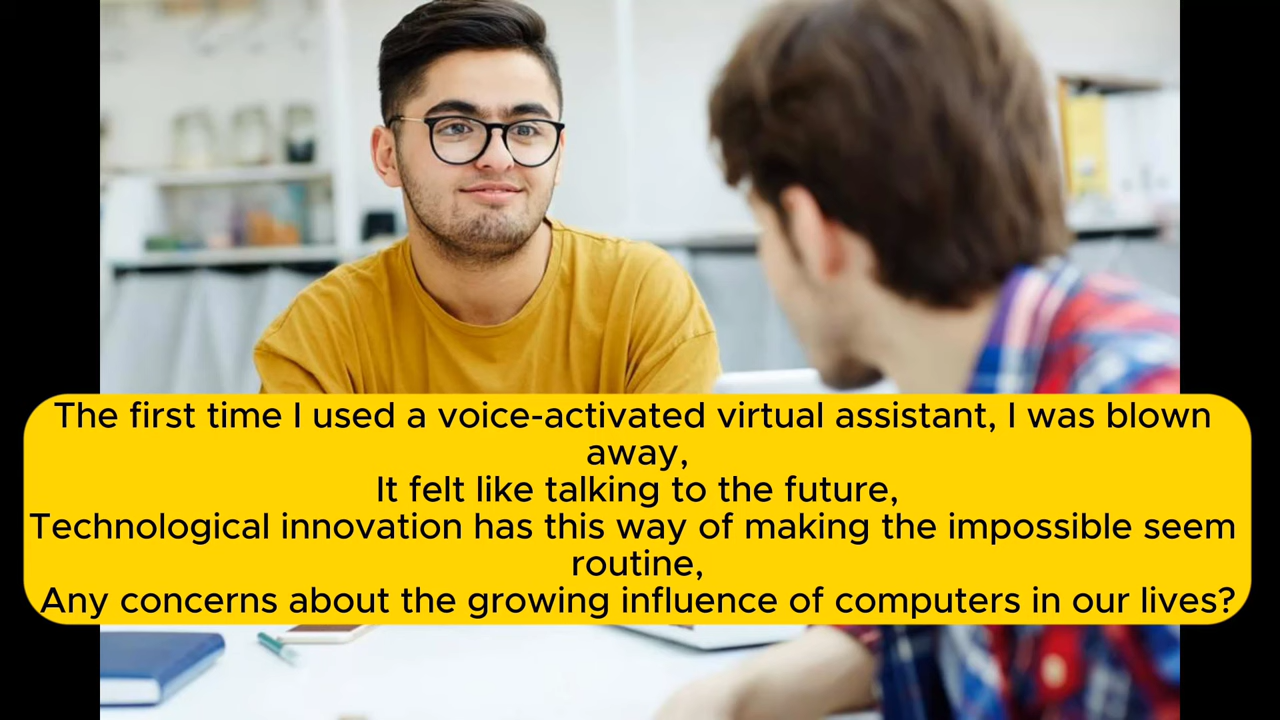 The first time I used a voice-activated virtual assistant, I was blown
away,
It felt like talking to the future,
Technological innovation has this way of making the impossible seem
routine,
Any concerns about the growing influence of computers in our lives?